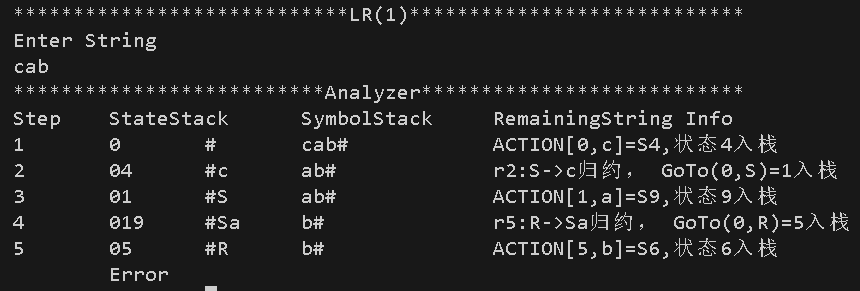 ****************************LR(1)****************************
Enter String
cab
**************************Analyzer***************************
Step    StateStack      SymbolStack     RemainingString Info
1       0       #       cab#            ACTION[0,c]=S4,状态4入栈
2       04      #c      ab#             r2:S->c归约, GoTo(0,S)=1入栈
3       01      #S      ab#             ACTION[1,a]=S9,状态9入栈
4       019     #Sa     b#              r5:R->Sa归约, GoTo(0,R)=5入栈
5       05      #R      b#              ACTION[5,b]=S6,状态6入栈
        Error